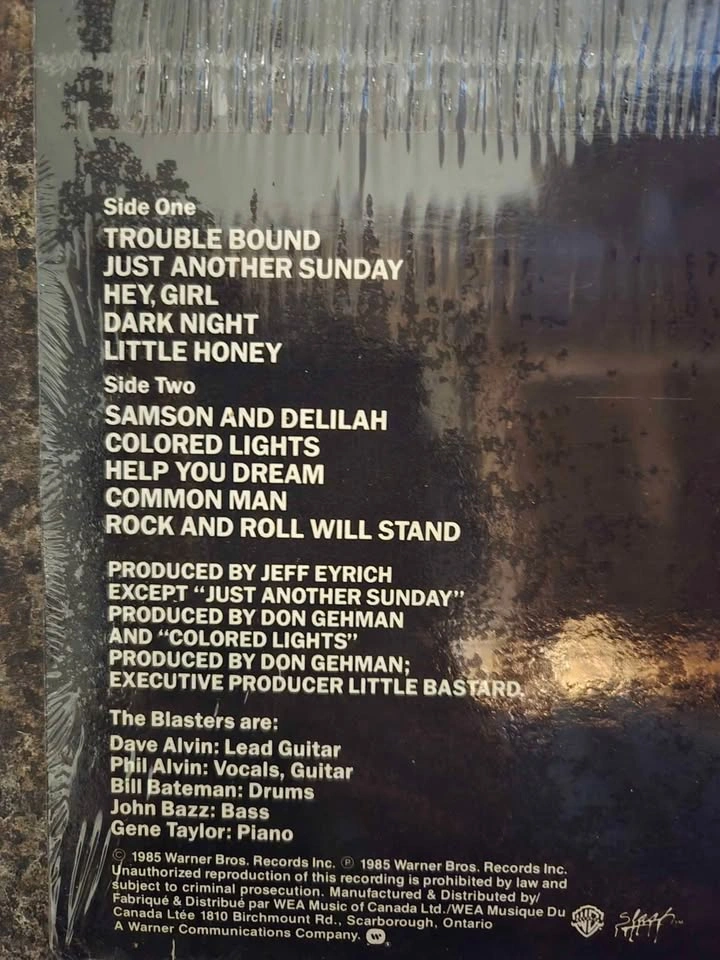 Side One
TROUBLE BOUND
JUST ANOTHER SUNDAY
HEY, GIRL
DARK NIGHT
LITTLE HONEY
Side Two
SAMSON AND DELILAH
COLORED LIGHTS
HELP YOU DREAM
COMMON MAN
ROCK AND ROLL WILL STAND
PRODUCED BY JEFF EYRICH
EXCEPT “JUST ANOTHER SUNDAY”
PRODUCED BY DON GEHMAN
AND “COLORED LIGHTS”
PRODUCED BY DON GEHMAN;
EXECUTIVE PRODUCER LITTLE BASTARD.
The Blasters are:
Dave Alvin: Lead Guitar
Phil Alvin: Vocals, Guitar
Bill Bateman: Drums
John Bazz: Bass
Gene Taylor: Piano
© 1985 Warner Bros. Records Inc. ℗ 1985 Warner Bros. Records Inc.
Unauthorized reproduction of this recording is prohibited by law and
subject to criminal prosecution. Manufactured & Distributed by/
Fabriqué & Distribué par WEA Music of Canada Ltd./WEA Musique Du
Canada Ltée 1810 Birchmount Rd., Scarborough, Ontario
A Warner Communications Company.
Slash TM